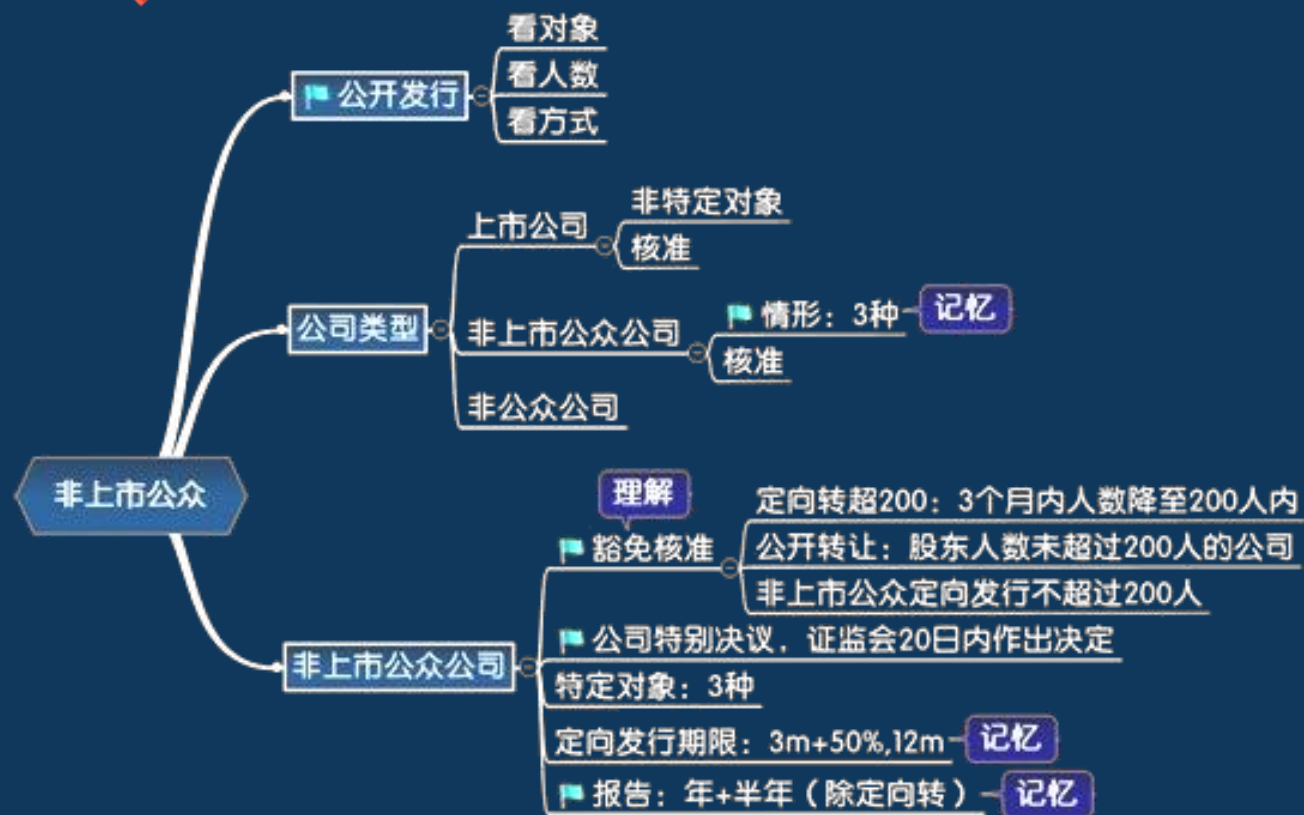 公开发行
看对象
看人数
看方式
公司类型
上市公司
非特定对象
核准
非上市公众公司
情形：3种
记忆
核准
非公众公司
非上市公众
非上市公众公司
理解
豁免核准
定向转超200：3个月内人数降至200人内
公开转让：股东人数未超过200人的公司
非上市公众定向发行不超过200人
公司特别决议，证监会20日内作出决定
特定对象：3种
定向发行期限：3m+50%,12m
记忆
报告：年+半年（除定向转）
记忆